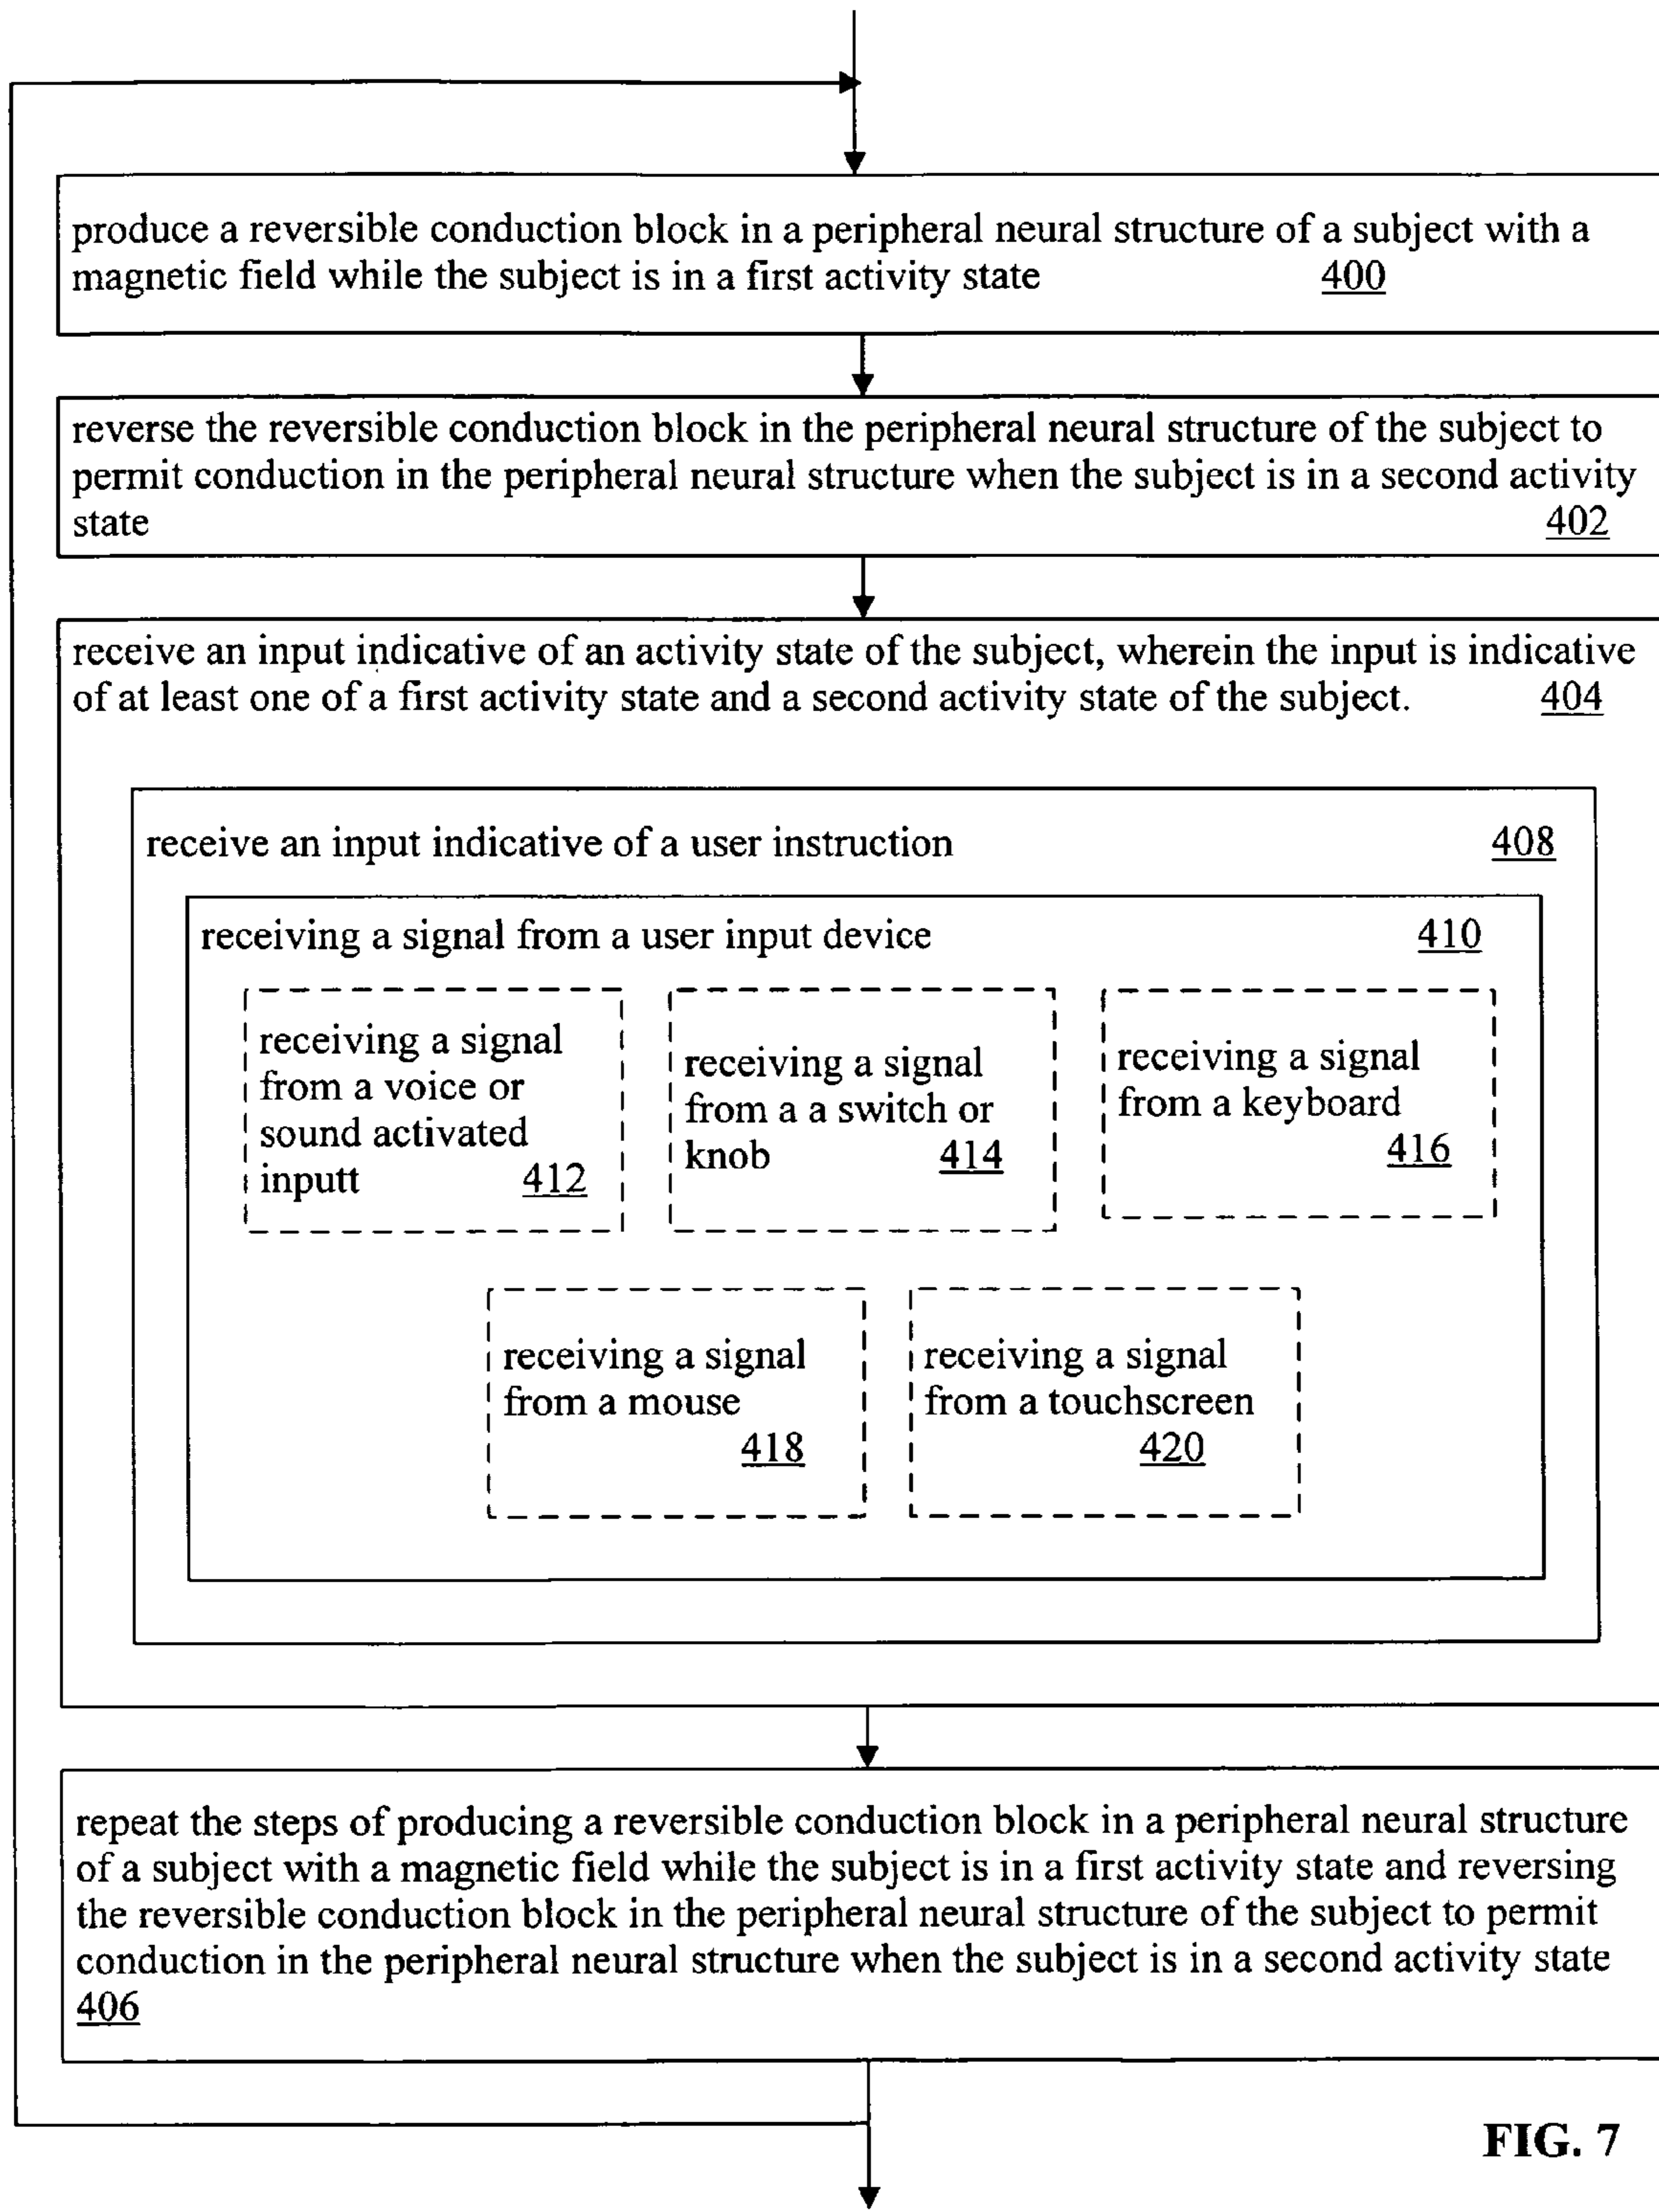 produce a reversible conduction block in a peripheral neural structure of a subject with a
magnetic field while the subject is in a first activity state 400
reverse the reversible conduction block in the peripheral neural structure of the subject to
permit conduction in the peripheral neural structure when the subject is in a second activity
state 402
receive an input indicative of an activity state of the subject, wherein the input is indicative
of at least one of a first activity state and a second activity state of the subject. 404
receive an input indicative of a user instruction 408
receiving a signal from a user input device 410
receiving a signal
from a voice or
sound activated
inputt 412
receiving a signal
from a a switch or
knob 414
receiving a signal
from a keyboard
416
receiving a signal
from a mouse
418
receiving a signal
from a touchscreen
420
repeat the steps of producing a reversible conduction block in a peripheral neural structure
of a subject with a magnetic field while the subject is in a first activity state and reversing
the reversible conduction block in the peripheral neural structure of the subject to permit
conduction in the peripheral neural structure when the subject is in a second activity state
406
FIG. 7